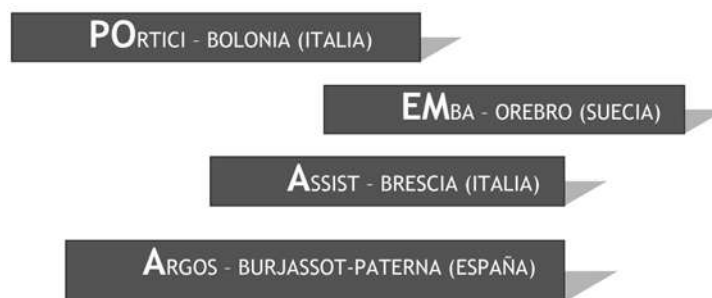 PORTICI - BOLONIA (ITALIA)
EMBA - OREBRO (SUECIA)
ASSIST - BRESCIA (ITALIA)
ARGOS - BURJASSOT-PATERNA (ESPAÑA)